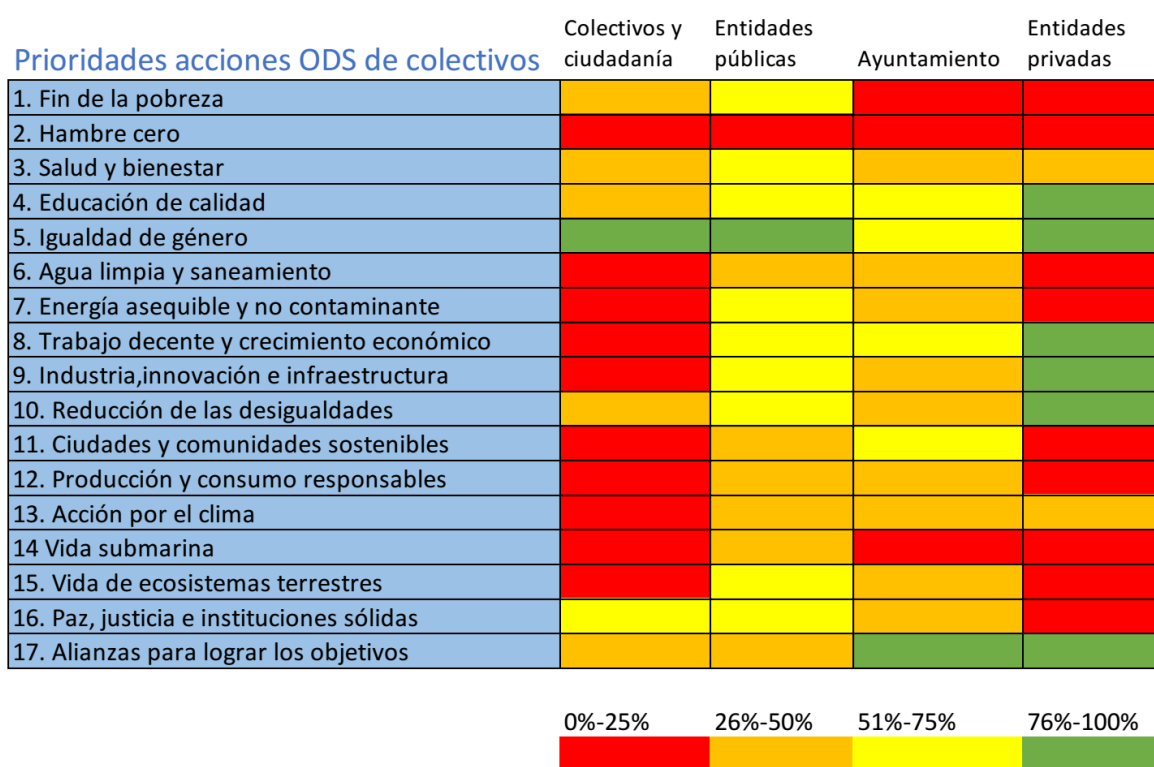 Prioridades acciones ODS de colectivos
Colectivos y ciudadanía
Entidades públicas
Ayuntamiento
Entidades privadas
1. Fin de la pobreza
2. Hambre cero
3. Salud y bienestar
4. Educación de calidad
5. Igualdad de género
6. Agua limpia y saneamiento
7. Energía asequible y no contaminante
8. Trabajo decente y crecimiento económico
9. Industria,innovación e infraestructura
10. Reducción de las desigualdades
11. Ciudades y comunidades sostenibles
12. Producción y consumo responsables
13. Acción por el clima
14 Vida submarina
15. Vida de ecosistemas terrestres
16. Paz, justicia e instituciones sólidas
17. Alianzas para lograr los objetivos
0%-25% 26%-50% 51%-75% 76%-100%